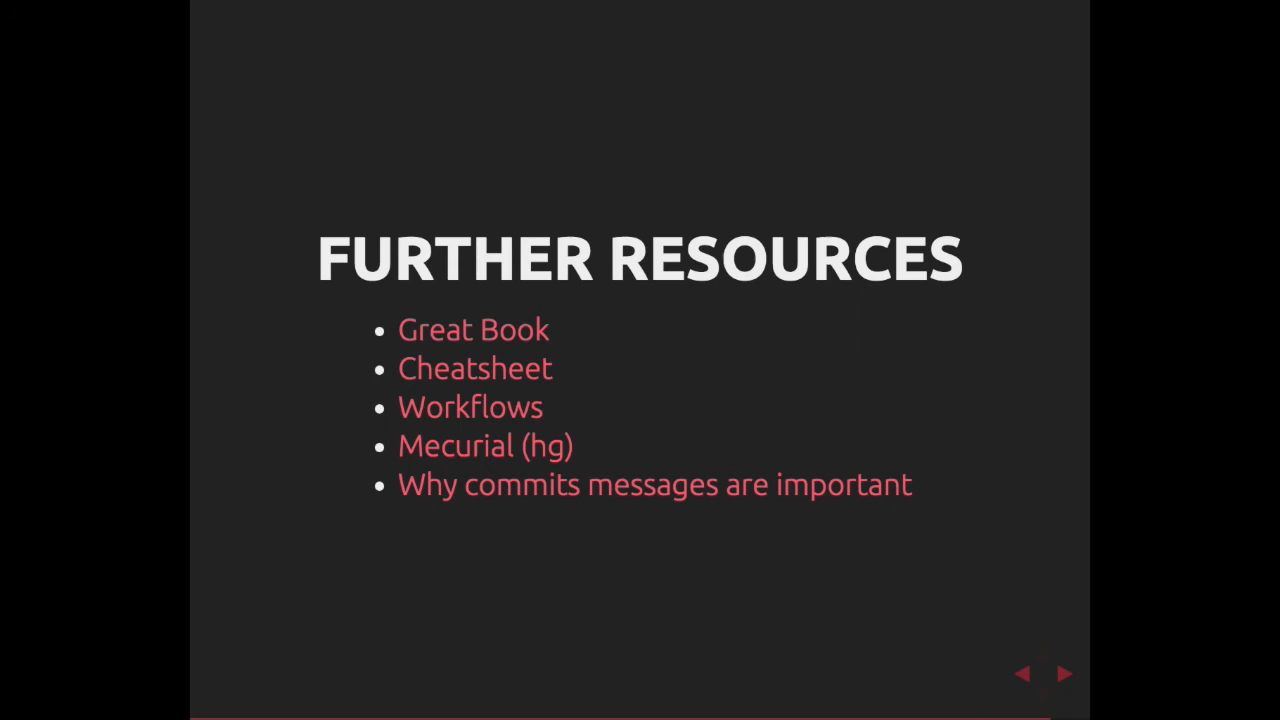 FURTHER RESOURCES
Great Book
Cheatsheet
Workflows
Mecurial (hg)
Why commits messages are important